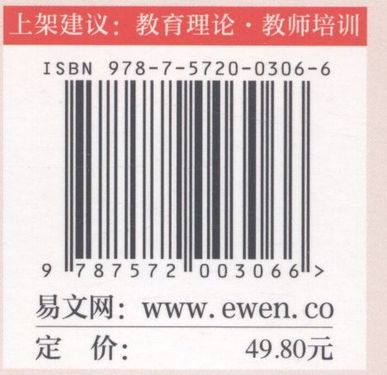 上架建议：教育理论·教师培训
ISBN 978-7-5720-0306-6
9 787572 003066 >
易文网：www.ewen.co
定 价： 49.80元